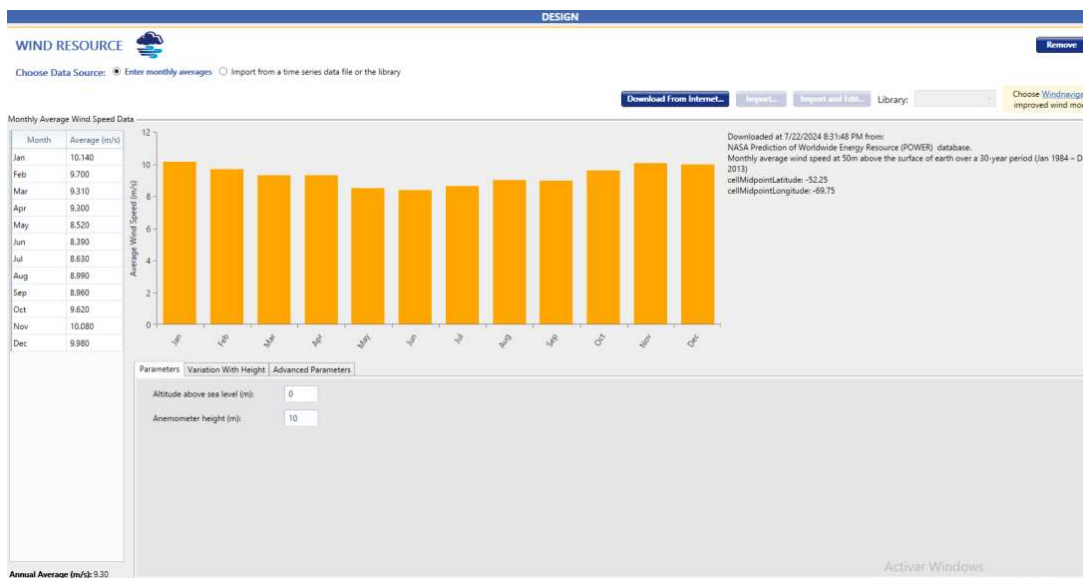 DESIGN
WIND RESOURCE
Remove
Choose Data Source: Enter monthly averages Import from a time series data file or the library
Download From Internet... Import... Import and Edit... Library:
Choose Windnaviga
improved wind mod
Monthly Average Wind Speed Data
Month Average (m/s)
Jan 10.140
Feb 9.700
Mar 9.310
Apr 9.300
May 8.520
Jun 8.390
Jul 8.630
Aug 8.990
Sep 8.960
Oct 9.620
Nov 10.080
Dec 9.980
Average Wind Speed (m/s)
12
10
8
6
4
2
0
Jan Feb Mar Apr May Jun Jul Aug Sep Oct Nov Dec
Downloaded at 7/22/2024 8:31:48 PM from:
NASA Prediction of Worldwide Energy Resource (POWER) database.
Monthly average wind speed at 50m above the surface of earth over a 30-year period (Jan 1984 – D
2013)
cellMidpointLatitude: -52.25
cellMidpointLongitude: -69.75
Parameters Variation With Height Advanced Parameters
Altitude above sea level (m): 0
Anemometer height (m): 10
Annual Average (m/s): 9.30
Activar Windows